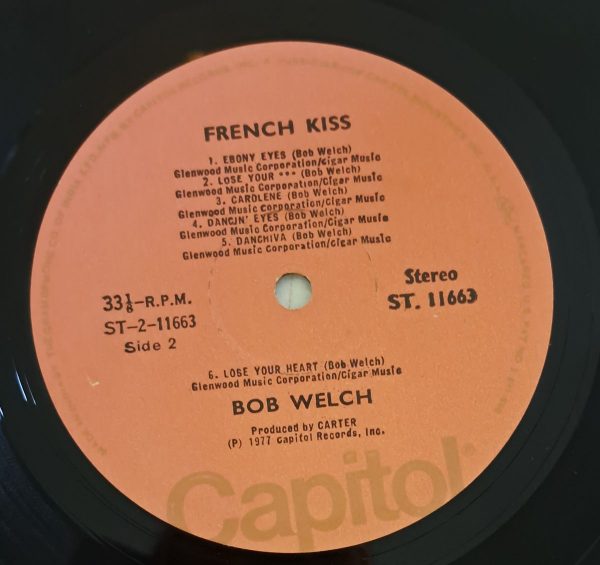 FRENCH KISS
1. EBONY EYES (Bob Welch)
Glenwood Music Corporation/Cigar Music
2. LOSE YOUR ••• (Bob Welch)
Glenwood Music Corporation/Cigar Music
3. CAROLENE (Bob Welch)
Glenwood Music Corporation/Cigar Music
4. DANCIN' EYES (Bob Welch)
Glenwood Music Corporation/Cigar Music
5. DANCHIVA (Bob Welch)
Glenwood Music Corporation/Cigar Music
33⅓-R.P.M.
ST-2-11663
Side 2
Stereo
ST. 11663
6. LOSE YOUR HEART (Bob Welch)
Glenwood Music Corporation/Cigar Music
BOB WELCH
Produced by CARTER
(P) 1977 Capitol Records, Inc.
Capitol®